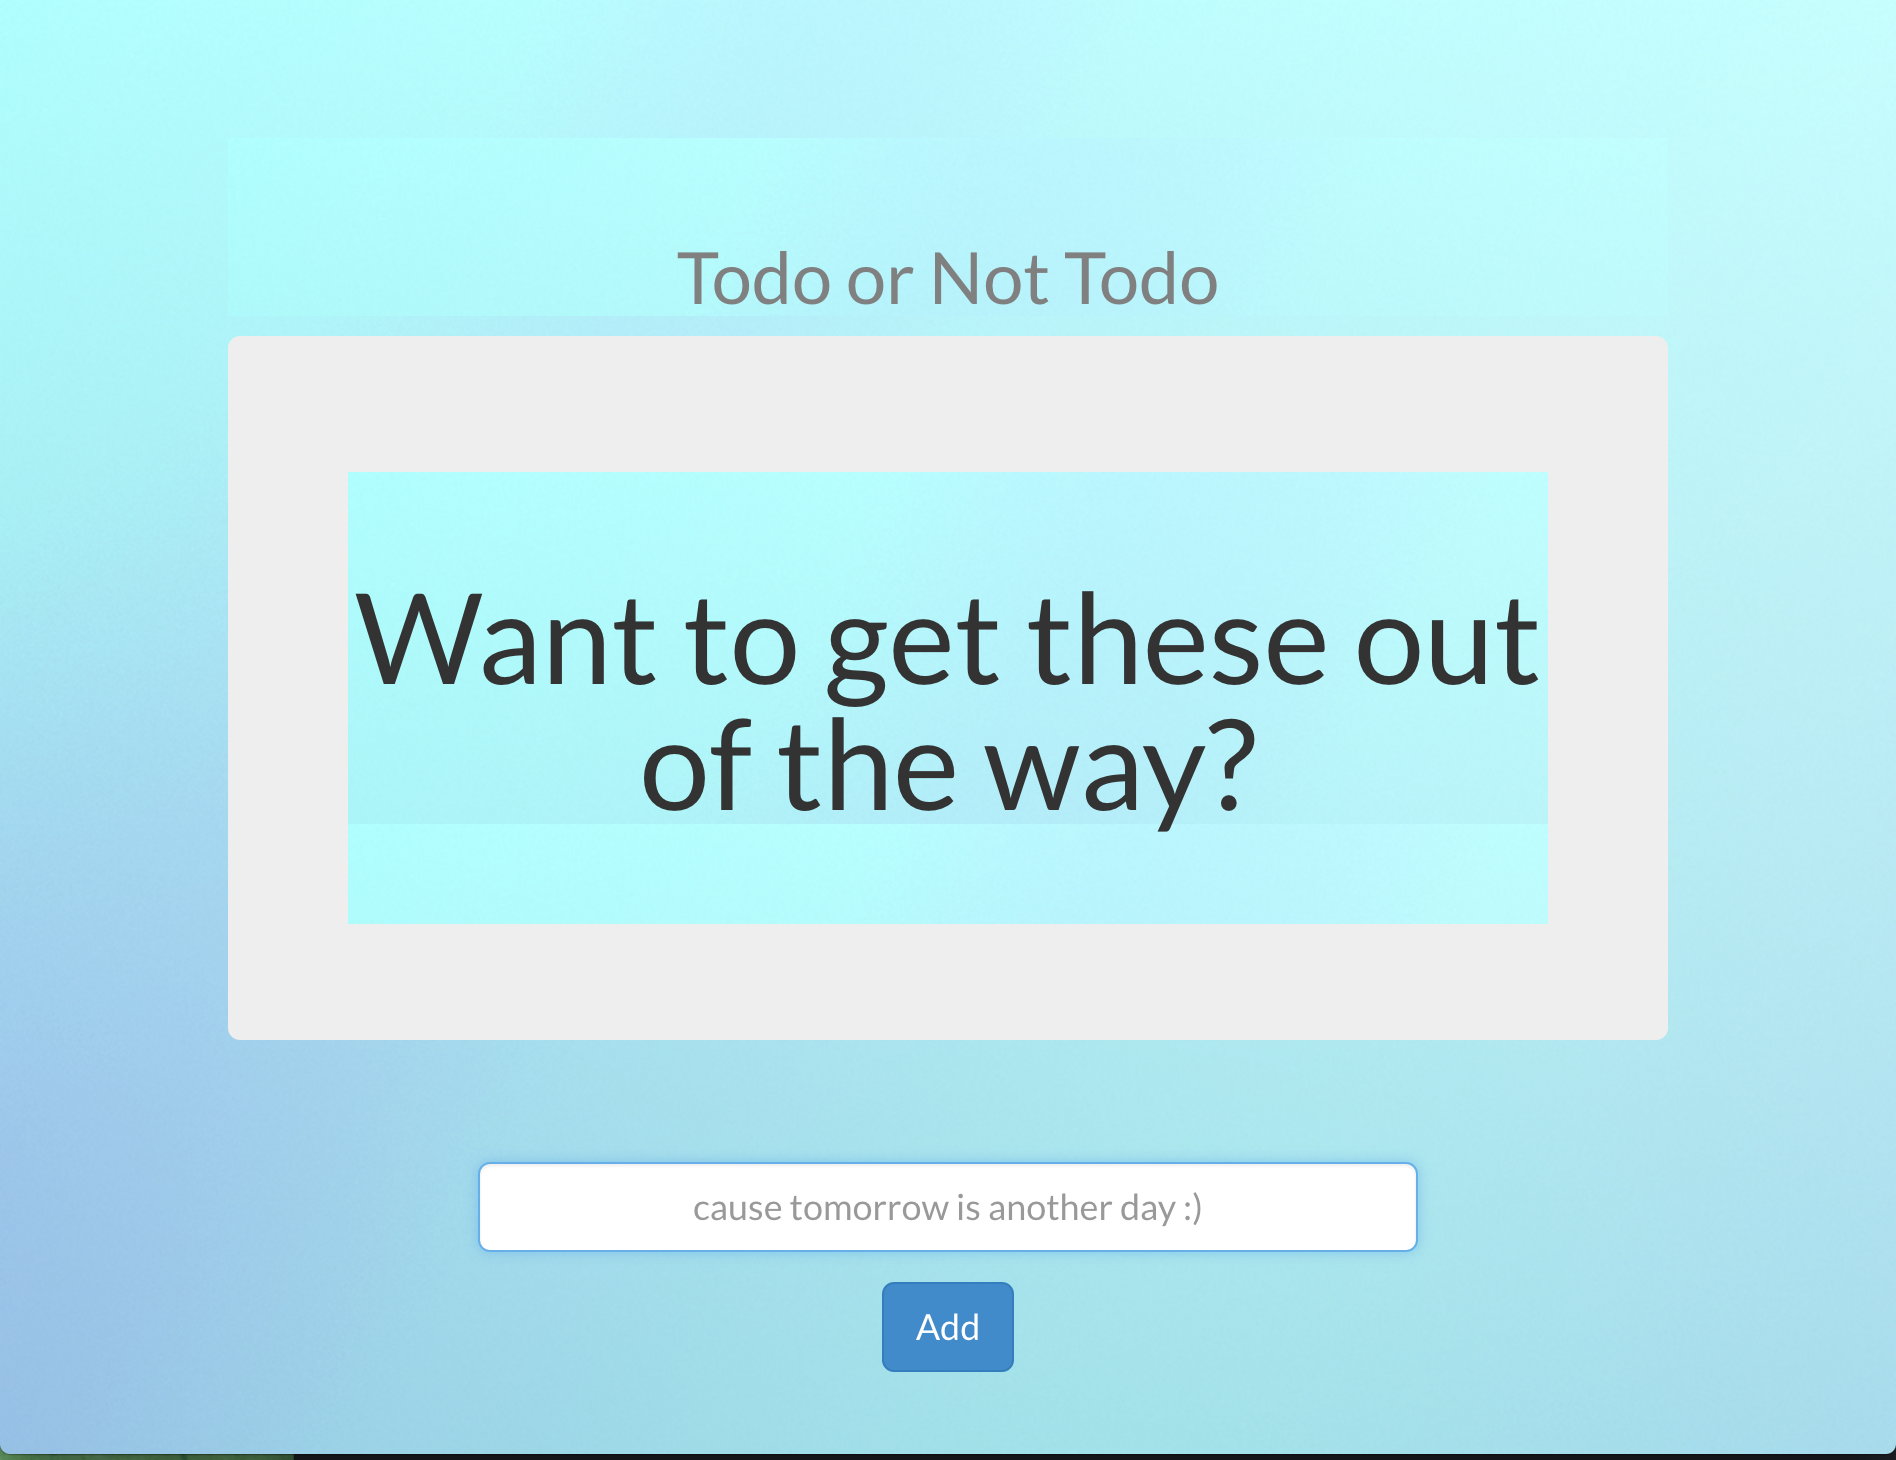 Todo or Not Todo
Want to get these out
of the way?
cause tomorrow is another day :)
Add